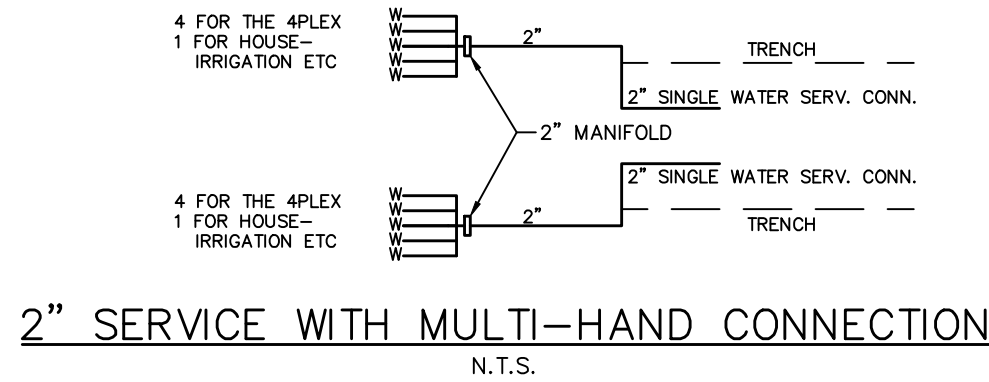 4 FOR THE 4PLEX
1 FOR HOUSE-
IRRIGATION ETC
W
W
W
W
W
2"
TRENCH
2" SINGLE WATER SERV. CONN.
2" MANIFOLD
4 FOR THE 4PLEX
1 FOR HOUSE-
IRRIGATION ETC
W
W
W
W
W
2"
2" SINGLE WATER SERV. CONN.
TRENCH
2" SERVICE WITH MULTI-HAND CONNECTION
N.T.S.